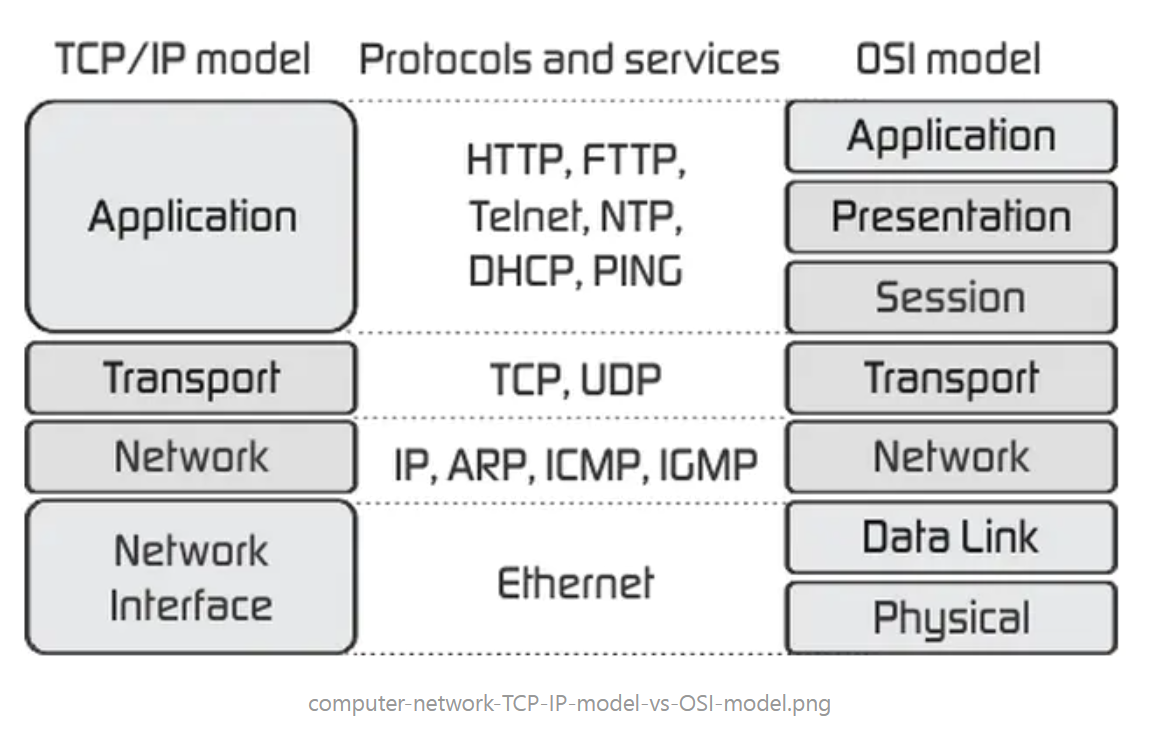 TCP/IP model Protocols and services OSI model
Application
HTTP, FTTP,
Telnet, NTP,
DHCP, PING
Application
Presentation
Session
Transport
TCP, UDP
Transport
Network
IP, ARP, ICMP, IGMP
Network
Network
Interface
Ethernet
Data Link
Physical
computer-network-TCP-IP-model-vs-OSI-model.png